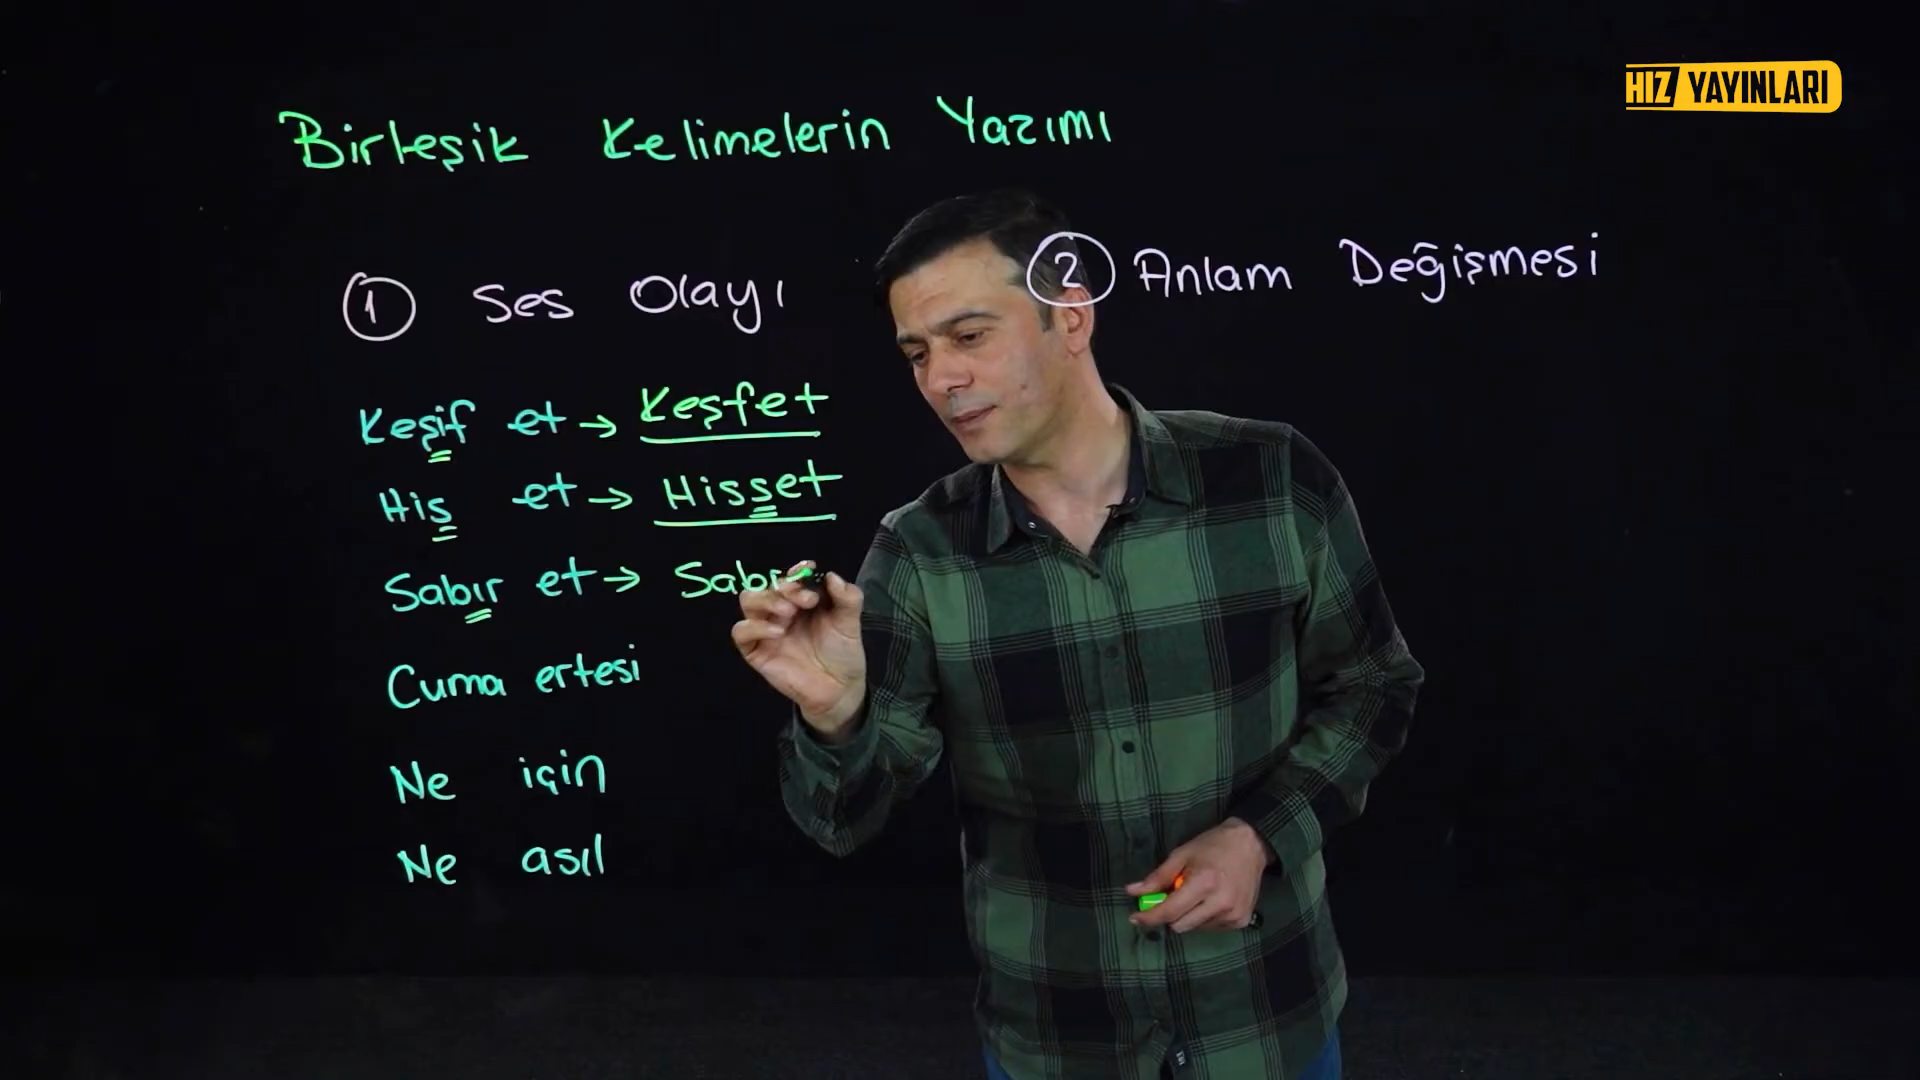 HIZ YAYINLARI
Birleşik Kelimelerin Yazımı
1 Ses Olayı
2 Anlam Değişmesi
Keşif et → Keşfet
His et → Hisset
Sabır et → Sabr
Cuma ertesi
Ne için
Ne asıl